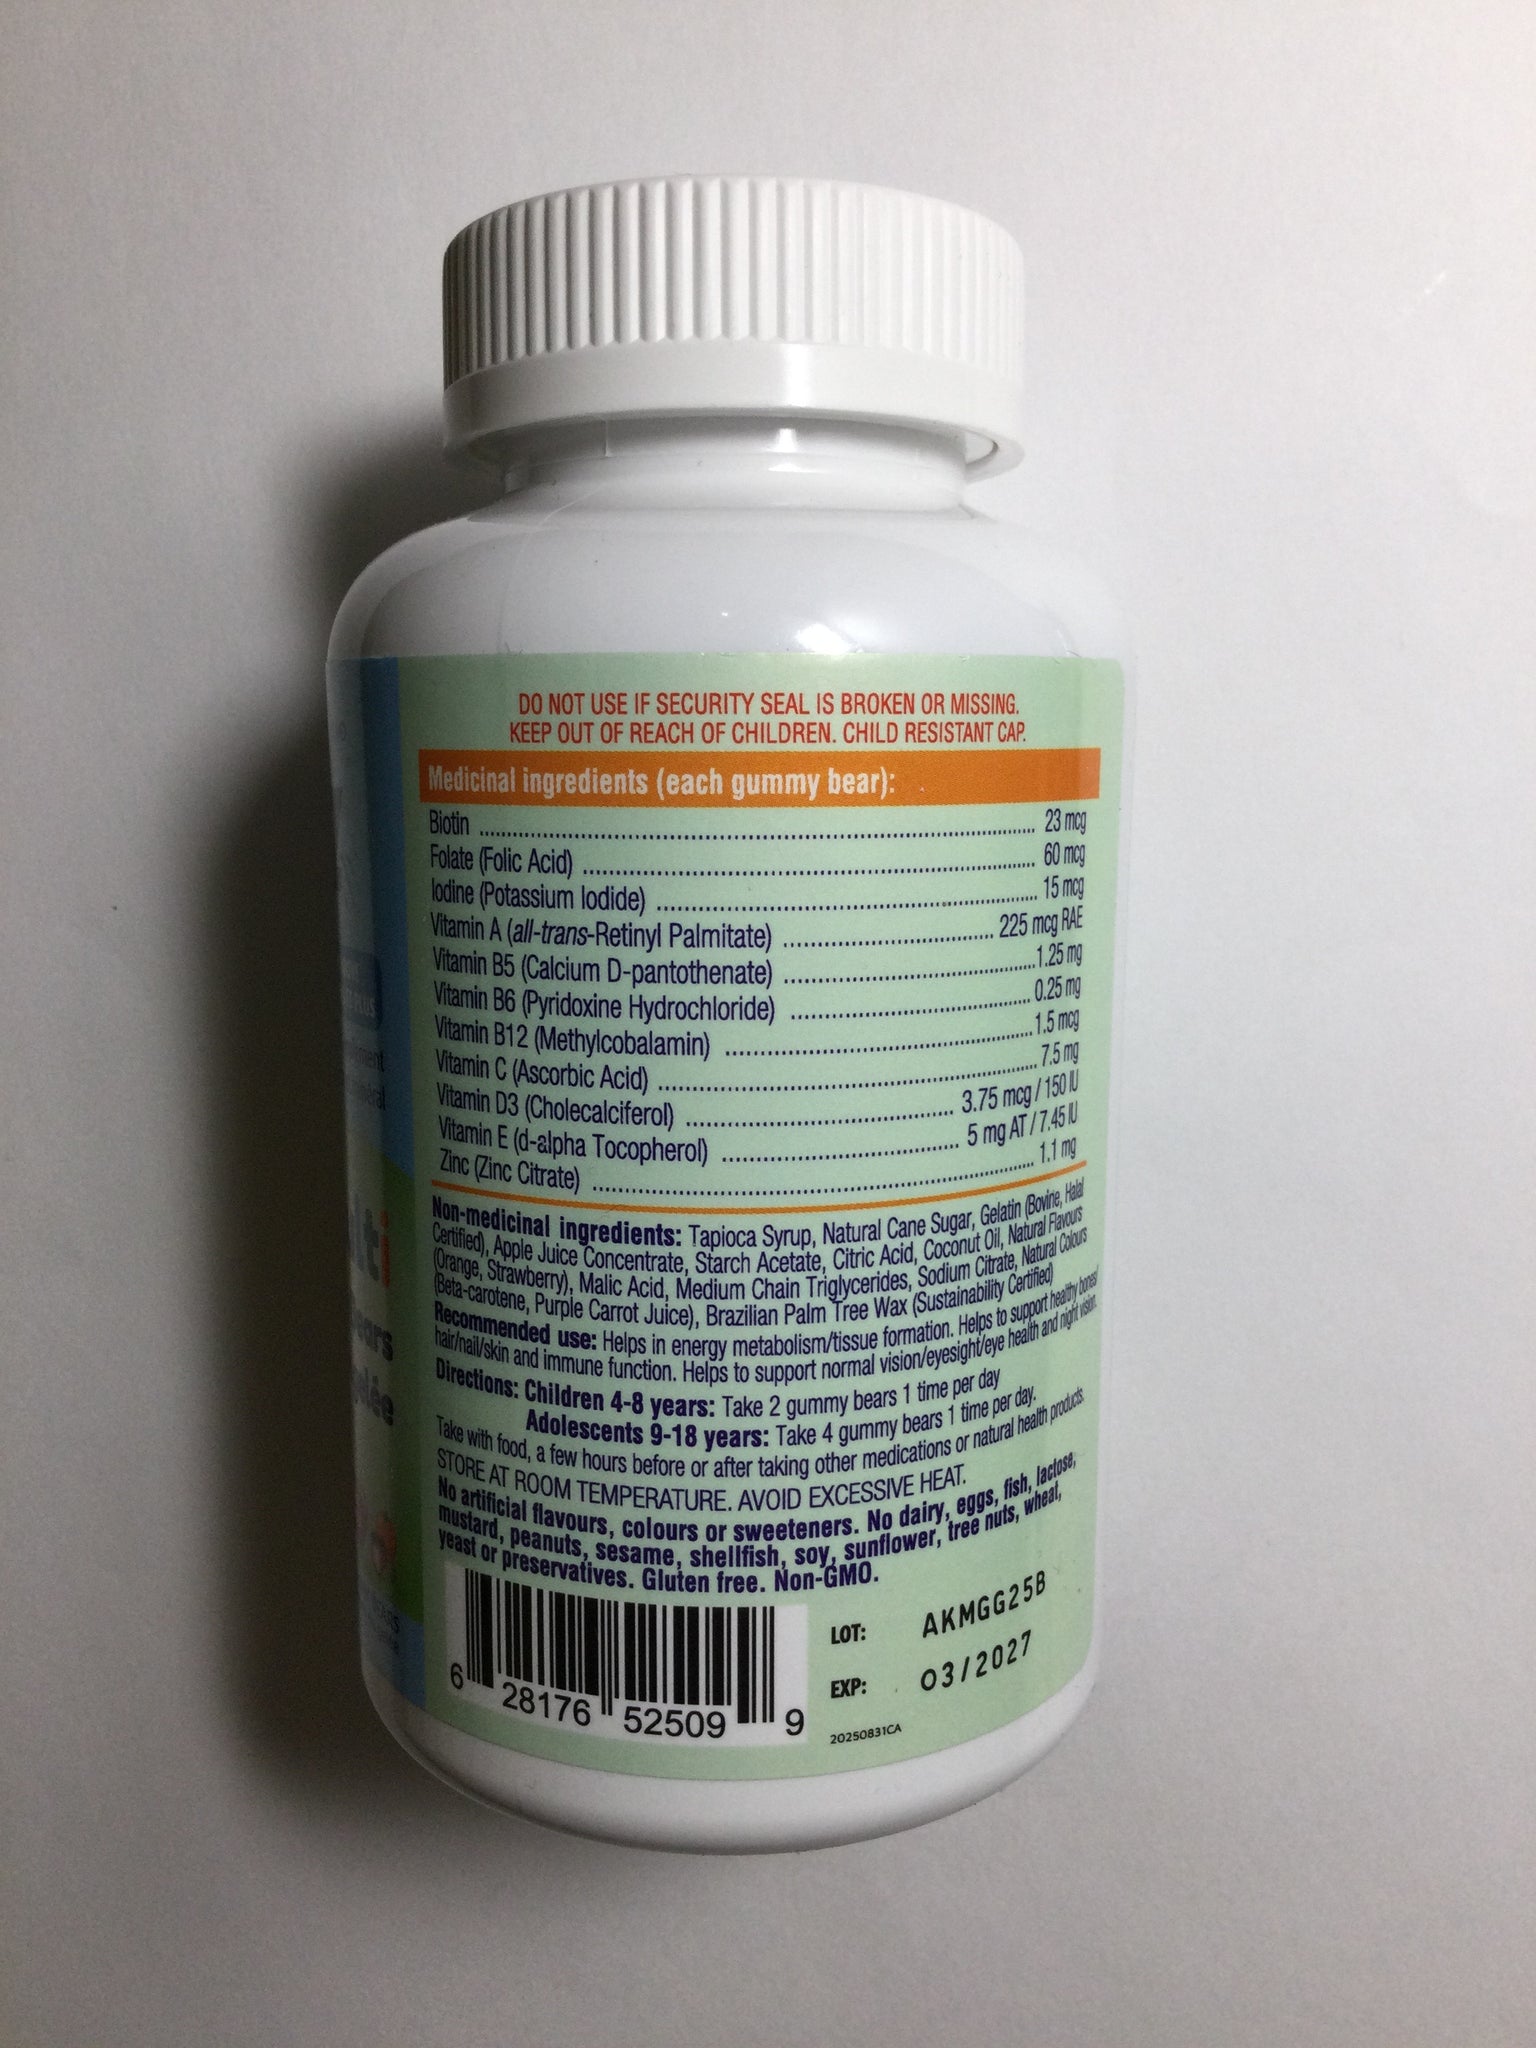 DO NOT USE IF SECURITY SEAL IS BROKEN OR MISSING.
KEEP OUT OF REACH OF CHILDREN. CHILD RESISTANT CAP.
Medicinal ingredients (each gummy bear):
Biotin ........ 23 mcg
Folate (Folic Acid) ........ 60 mcg
Iodine (Potassium Iodide) ........ 15 mcg
Vitamin A (all-trans-Retinyl Palmitate) ........ 225 mcg RAE
Vitamin B5 (Calcium D-pantothenate) ........ 1.25 mg
Vitamin B6 (Pyridoxine Hydrochloride) ........ 0.25 mg
Vitamin B12 (Methylcobalamin) ........ 1.5 mcg
Vitamin C (Ascorbic Acid) ........ 7.5 mg
Vitamin D3 (Cholecalciferol) ........ 3.75 mcg / 150 IU
Vitamin E (d-alpha Tocopherol) ........ 5 mg AT / 7.45 IU
Zinc (Zinc Citrate) ........ 1.1 mg
Non-medicinal ingredients: Tapioca Syrup, Natural Cane Sugar, Gelatin (Bovine, Halal
Certified), Apple Juice Concentrate, Starch Acetate, Citric Acid, Coconut Oil, Natural Flavours
(Orange, Strawberry), Malic Acid, Medium Chain Triglycerides, Sodium Citrate, Natural Colours
(Beta-carotene, Purple Carrot Juice), Brazilian Palm Tree Wax (Sustainability Certified)
Recommended use: Helps in energy metabolism/tissue formation. Helps to support healthy bones/
hair/nail/skin and immune function. Helps to support normal vision/eyesight/eye health and night vision.
Directions: Children 4-8 years: Take 2 gummy bears 1 time per day
Adolescents 9-18 years: Take 4 gummy bears 1 time per day.
Take with food, a few hours before or after taking other medications or natural health products.
STORE AT ROOM TEMPERATURE. AVOID EXCESSIVE HEAT.
No artificial flavours, colours or sweeteners. No dairy, eggs, fish, lactose,
mustard, peanuts, sesame, shellfish, soy, sunflower, tree nuts, wheat,
yeast or preservatives. Gluten free. Non-GMO.
6 28176 52509 9
LOT: AKMGG25B
EXP: 03/2027
20250831CA